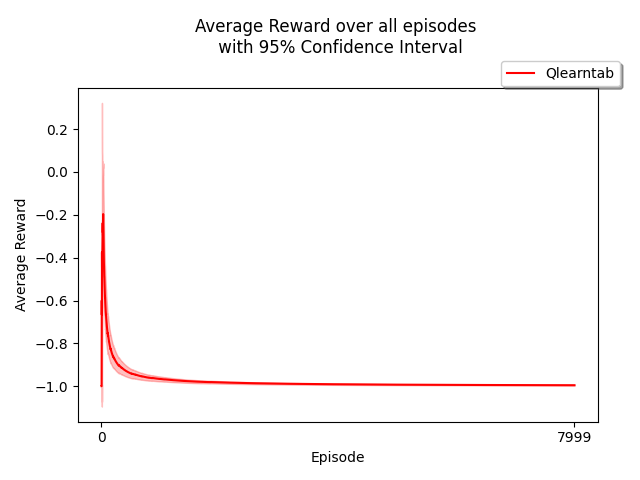 Average Reward over all episodes
with 95% Confidence Interval
Qlearntab
0.2
0.0
−0.2
−0.4
−0.6
−0.8
−1.0
Average Reward
0
7999
Episode